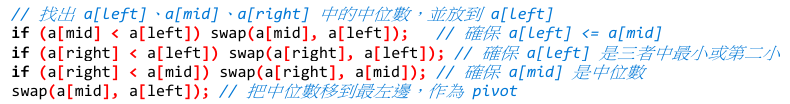 // 找出 a[left]、a[mid]、a[right] 中的中位數，並放到 a[left]
if (a[mid] < a[left]) swap(a[mid], a[left]);   // 確保 a[left] <= a[mid]
if (a[right] < a[left]) swap(a[right], a[left]); // 確保 a[left] 是三者中最小或第二小
if (a[right] < a[mid]) swap(a[right], a[mid]); // 確保 a[mid] 是中位數
swap(a[mid], a[left]); // 把中位數移到最左邊，作為 pivot